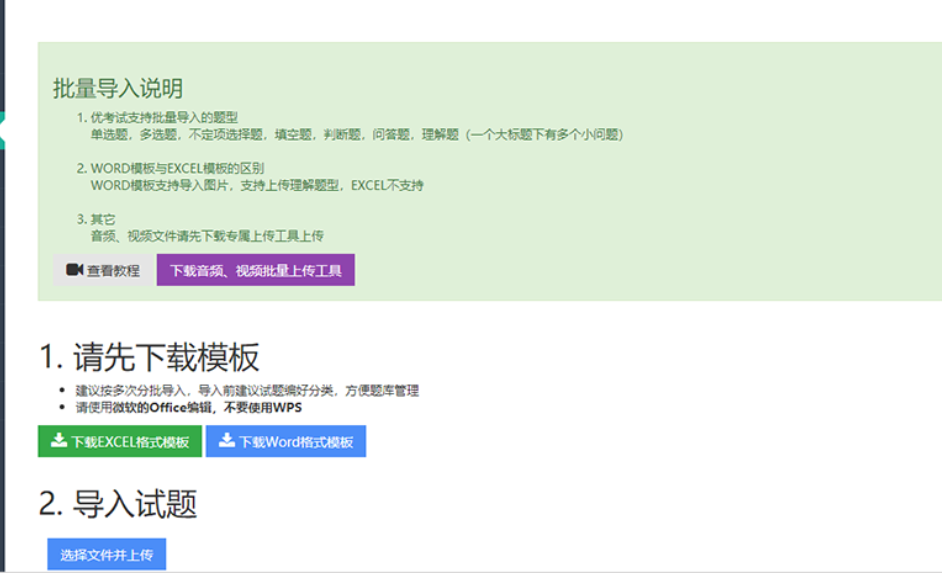 批量导入说明
1. 优考试支持批量导入的题型
单选题，多选题，不定项选择题，填空题，判断题，问答题，理解题（一个大标题下有多个小问题）
2. WORD模板与EXCEL模板的区别
WORD模板支持导入图片，支持上传理解题型，EXCEL不支持
3. 其它
音频、视频文件请先下载专属上传工具上传
查看教程 下载音频、视频批量上传工具
1. 请先下载模板
• 建议按多次分批导入，导入前建议试题编好分类，方便题库管理
• 请使用微软的Office编辑，不要使用WPS
下载EXCEL格式模板 下载Word格式模板
2. 导入试题
选择文件并上传